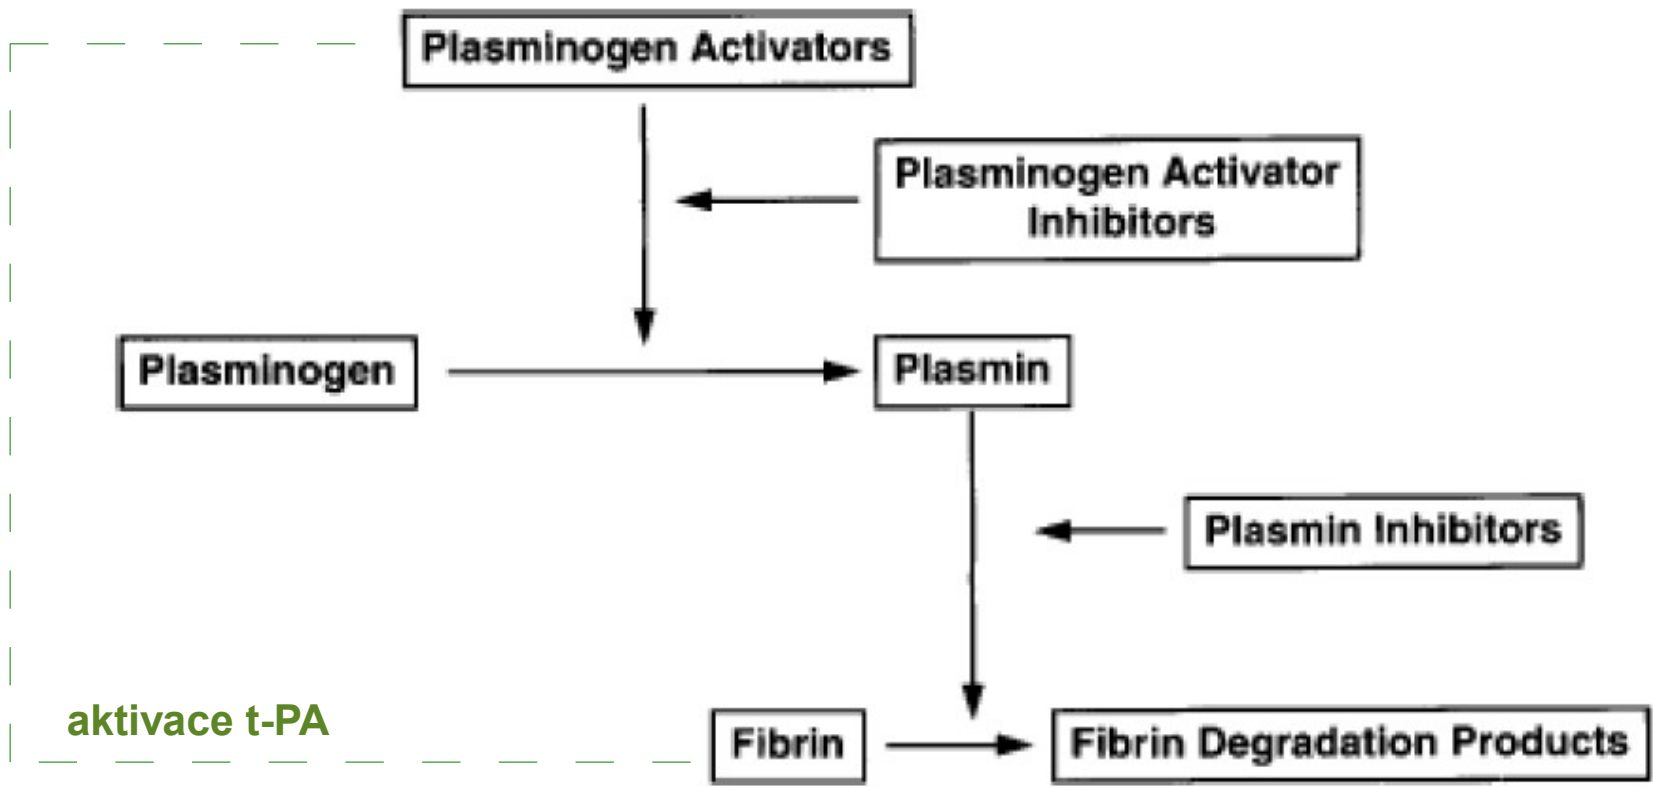 Plasminogen Activators
Plasminogen Activator
Inhibitors
Plasminogen
Plasmin
Plasmin Inhibitors
aktivace t-PA
Fibrin
Fibrin Degradation Products